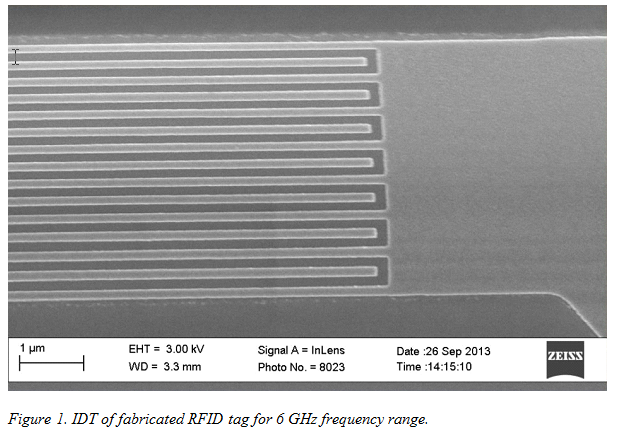 1 µm
EHT = 3.00 kV
Signal A = InLens
Date :26 Sep 2013
ZEISS
WD = 3.3 mm
Photo No. = 8023
Time :14:15:10
Figure 1. IDT of fabricated RFID tag for 6 GHz frequency range.